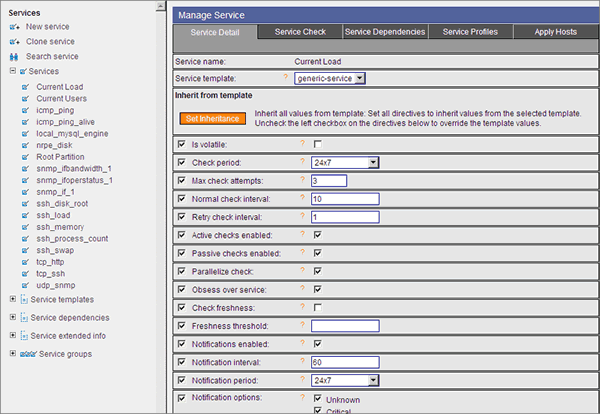 Services
New service
Clone service
Search service
Services
Current Load
Current Users
icmp_ping
icmp_ping_alive
local_mysql_engine
nrpe_disk
Root Partition
snmp_ifbandwidth_1
snmp_ifoperstatus_1
snmp_if_1
ssh_disk_root
ssh_load
ssh_memory
ssh_process_count
ssh_swap
tcp_http
tcp_ssh
udp_snmp
Service templates
Service dependencies
Service extended info
Service groups
Manage Service
Service Detail Service Check Service Dependencies Service Profiles Apply Hosts
Service name: Current Load
Service template: ? generic-service
Inherit from template
Set Inheritance
Inherit all values from template: Set all directives to inherit values from the selected template.
Uncheck the left checkbox on the directives below to override the template values.
Is volatile: ?
Check period: ? 24x7
Max check attempts: ? 3
Normal check interval: ? 10
Retry check interval: ? 1
Active checks enabled: ?
Passive checks enabled: ?
Parallelize check: ?
Obsess over service: ?
Check freshness: ?
Freshness threshold: ?
Notifications enabled: ?
Notification interval: ? 60
Notification period: ? 24x7
Notification options: ? Unknown
Critical